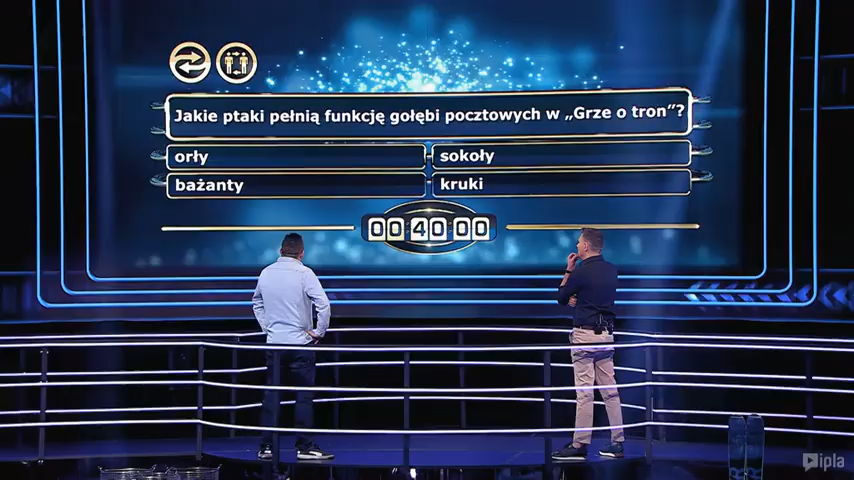 Jakie ptaki pełnią funkcję gołębi pocztowych w „Grze o tron”?
orły
sokoły
bażanty
kruki
00 40 00
ipla